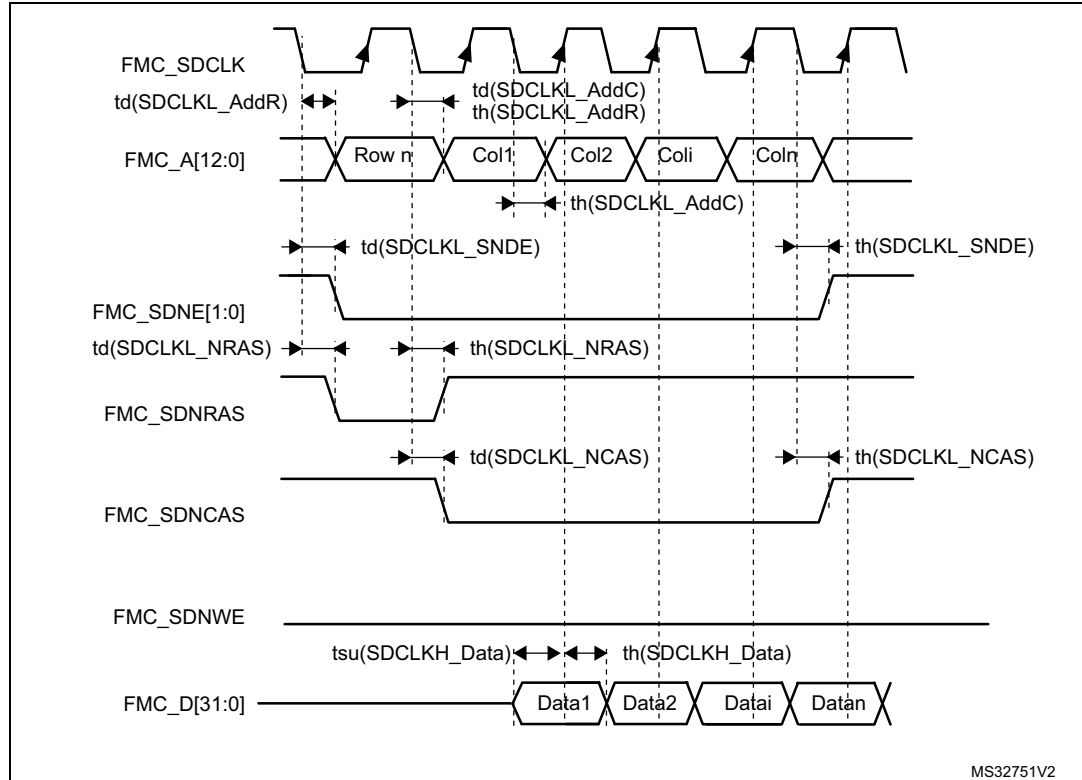 FMC_SDCLK
td(SDCLKL_AddR)
td(SDCLKL_AddC)
th(SDCLKL_AddR)
FMC_A[12:0]
Row n
Col1
Col2
Coli
Coln
th(SDCLKL_AddC)
td(SDCLKL_SNDE)
th(SDCLKL_SNDE)
FMC_SDNE[1:0]
td(SDCLKL_NRAS)
th(SDCLKL_NRAS)
FMC_SDNRAS
td(SDCLKL_NCAS)
th(SDCLKL_NCAS)
FMC_SDNCAS
FMC_SDNWE
tsu(SDCLKH_Data)
th(SDCLKH_Data)
FMC_D[31:0]
Data1
Data2
Datai
Datan
MS32751V2